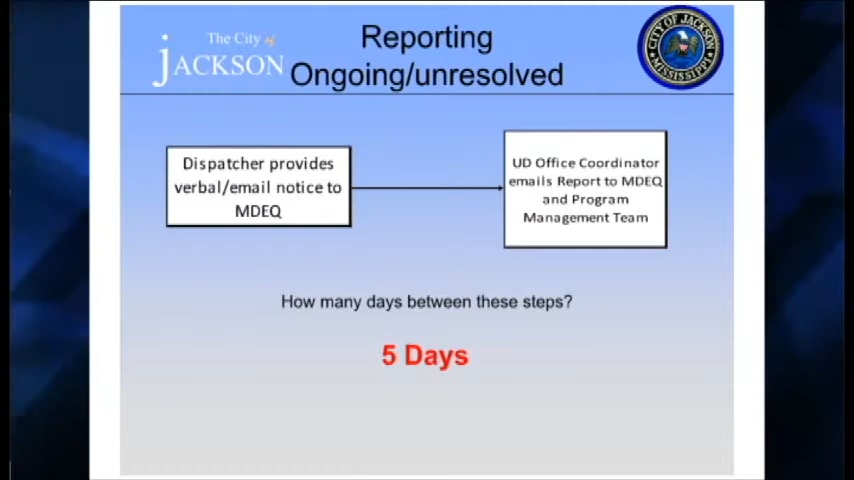 The City of
JACKSON
Reporting
Ongoing/unresolved
CITY OF JACKSON
MISSISSIPPI
Dispatcher provides
verbal/email notice to
MDEQ
UD Office Coordinator
emails Report to MDEQ
and Program
Management Team
How many days between these steps?
5 Days